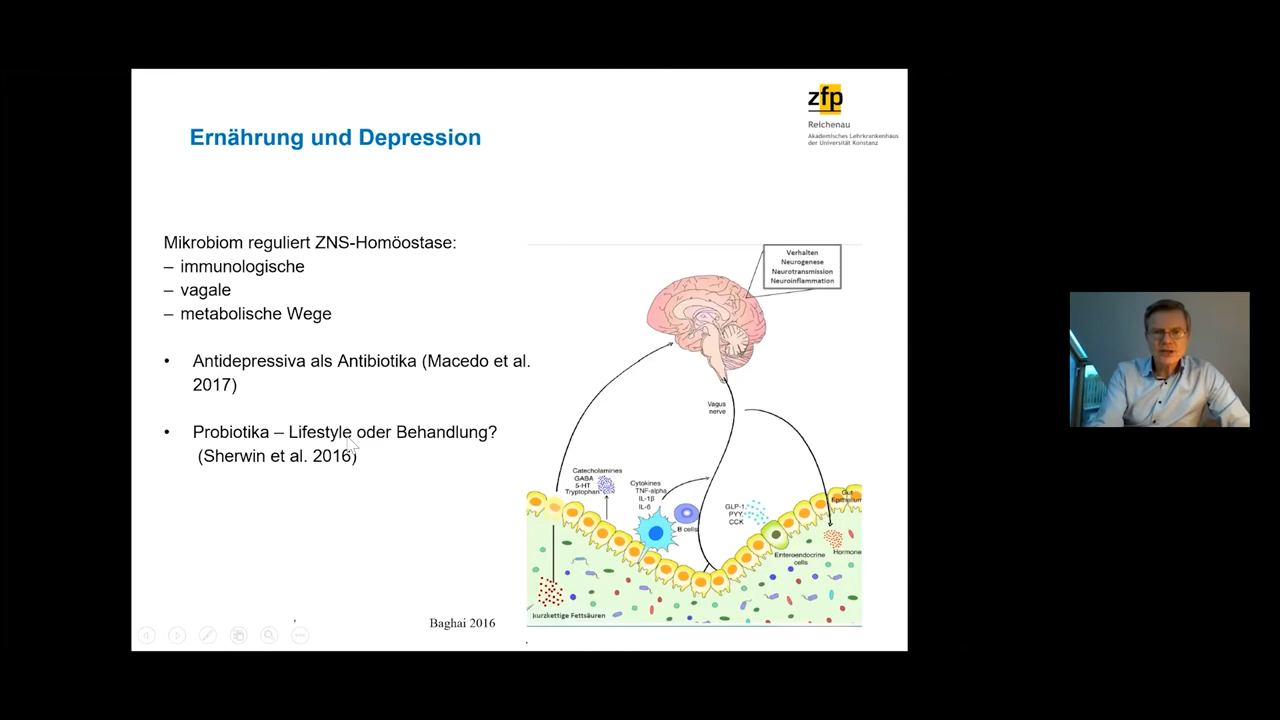 zfp
Reichenau
Akademisches Lehrkrankenhaus
der Universität Konstanz
Ernährung und Depression
Mikrobiom reguliert ZNS-Homöostase:
– immunologische
– vagale
– metabolische Wege
• Antidepressiva als Antibiotika (Macedo et al.
2017)
• Probiotika – Lifestyle oder Behandlung?
(Sherwin et al. 2016)
Verhalten
Neurogenese
Neurotransmission
Neuroinflammation
Vagus
nerve
Catecholamines
GABA
5-HT
Tryptophan
Cytokines
TNF-alpha
IL-1β
IL-6
B cells
GLP-1,
PYY,
CCK
Gut
Epithelium
Enteroendocrine
cells
Hormone
kurzkettige Fettsäuren
Baghai 2016